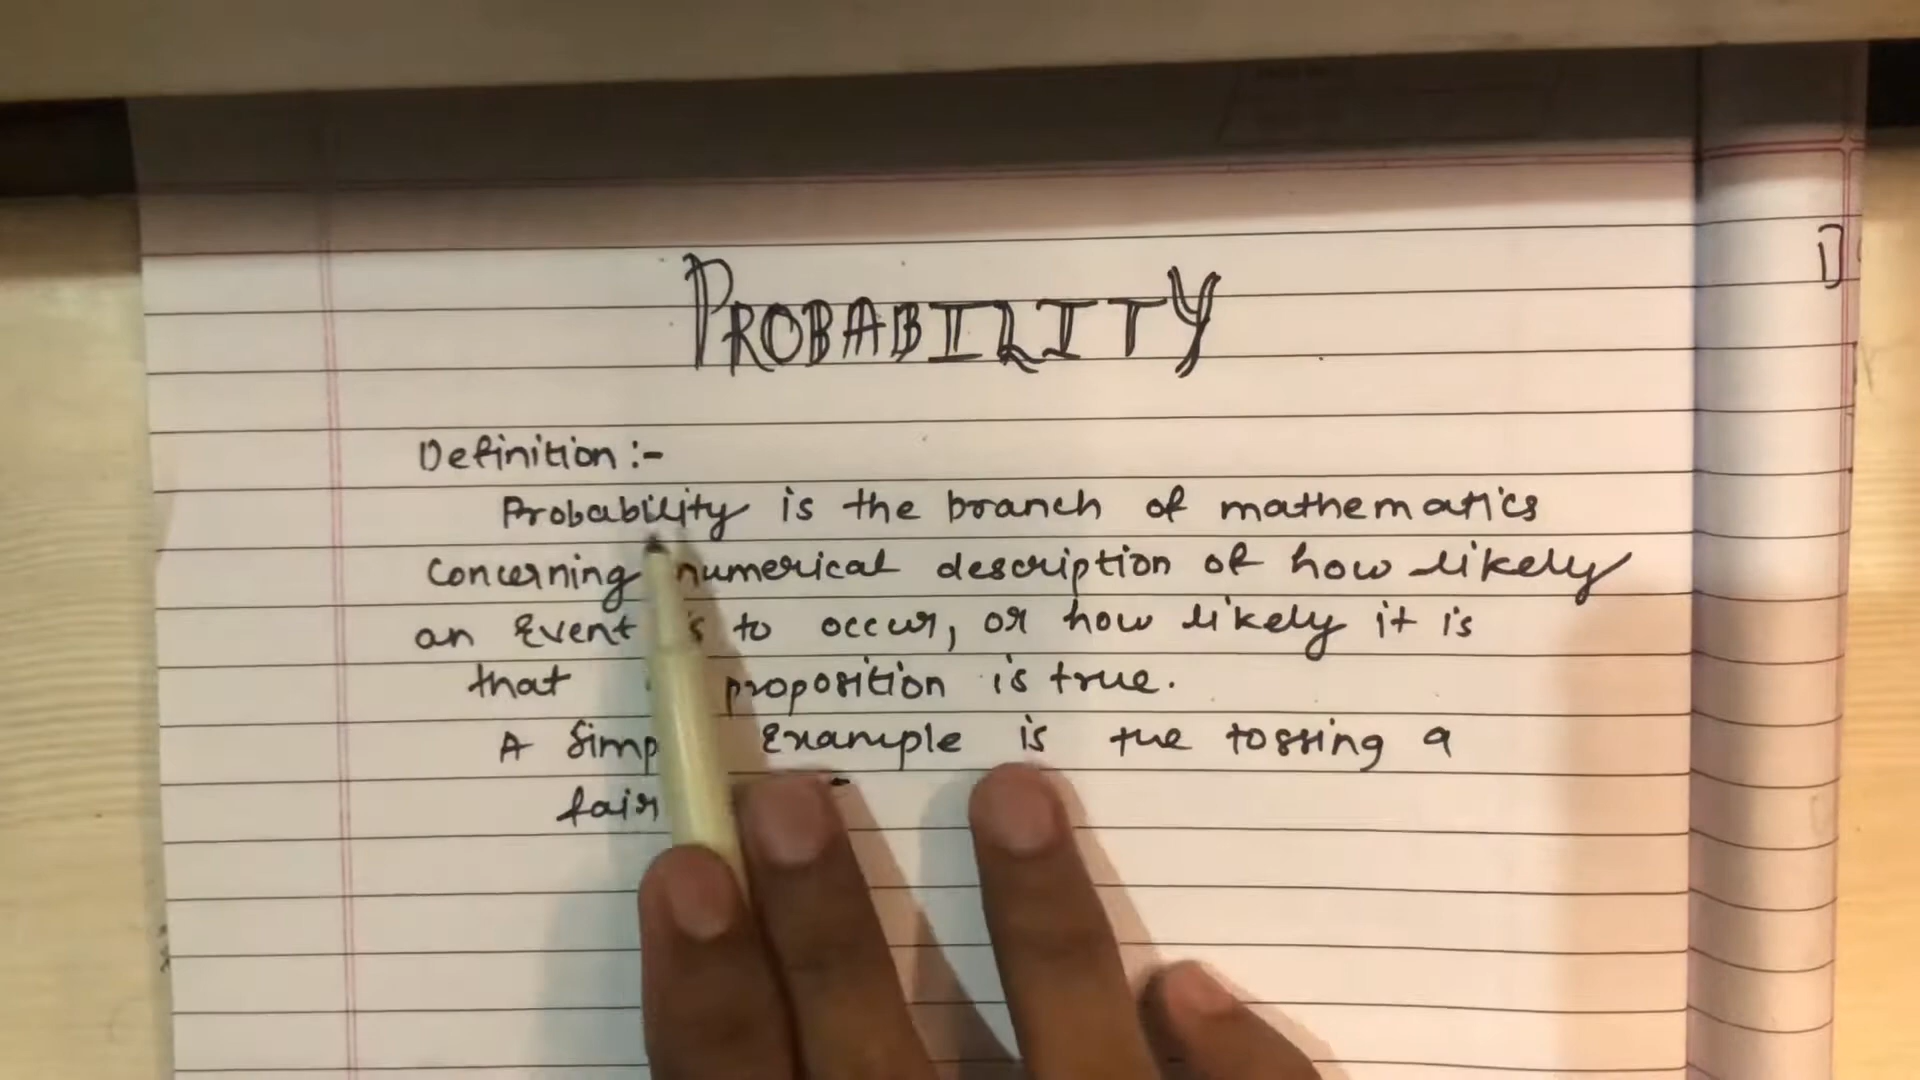 PROBABILITY
Definition :-
Probability is the branch of mathematics
concerning numerical description of how likely
an Event is to occur, or how likely it is
that proposition is true.
A Simp Example is the tossing a
fair
D